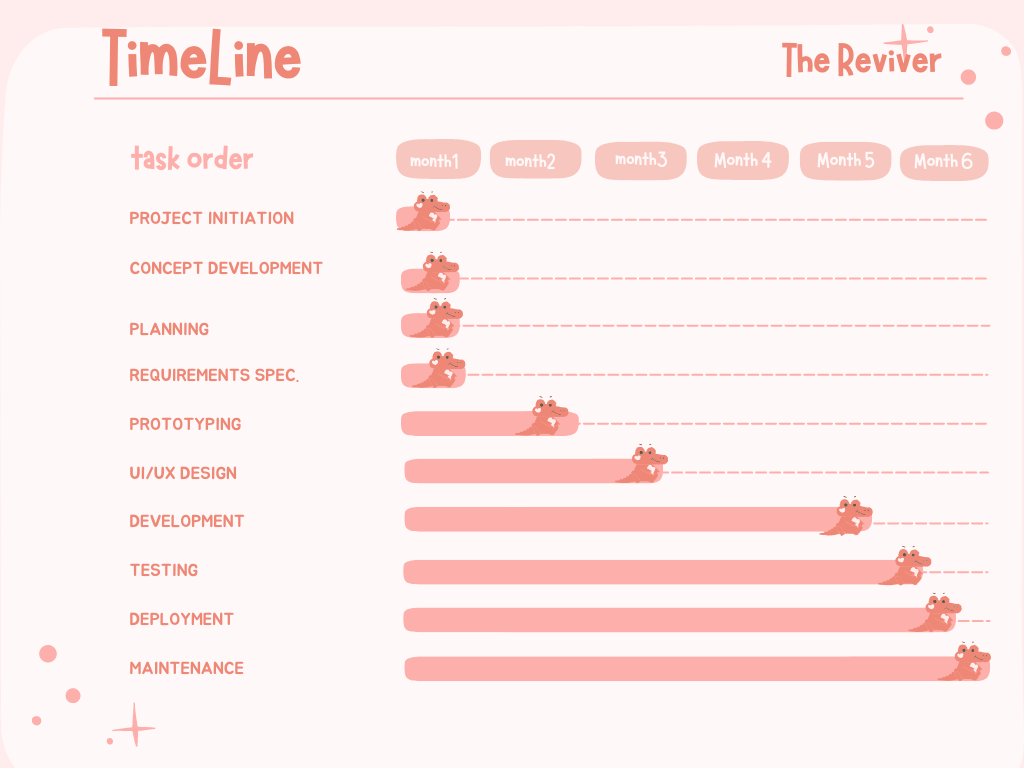 TimeLine
The Reviver
task order
month1
month2
month3
Month 4
Month 5
Month 6
PROJECT INITIATION
CONCEPT DEVELOPMENT
PLANNING
REQUIREMENTS SPEC.
PROTOTYPING
UI/UX DESIGN
DEVELOPMENT
TESTING
DEPLOYMENT
MAINTENANCE